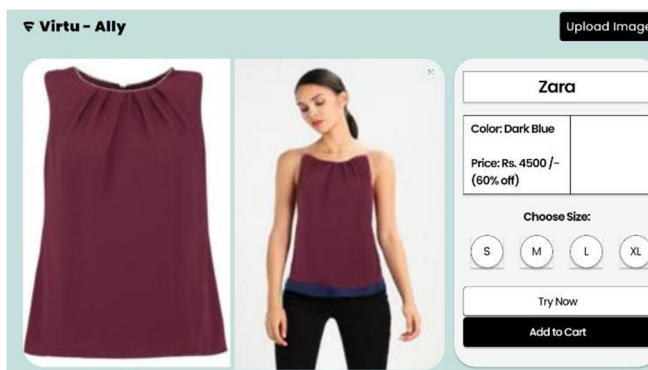 Virtu - Ally
Upload Image
Zara
Color: Dark Blue
Price: Rs. 4500 /-
(60% off)
Choose Size:
S M L XL
Try Now
Add to Cart